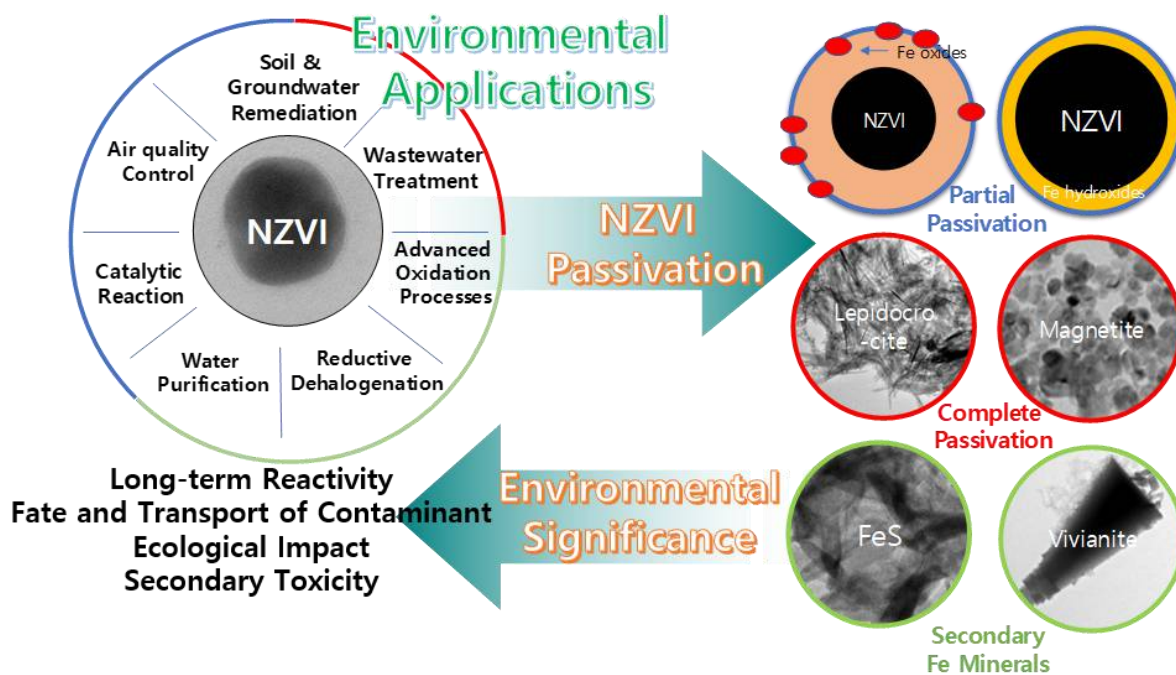 Environmental
Applications
Soil &
Groundwater
Remediation
Air quality
Control
Wastewater
Treatment
NZVI
Catalytic
Reaction
Advanced
Oxidation
Processes
Water
Purification
Reductive
Dehalogenation
NZVI
Passivation
Fe oxides
NZVI
NZVI
Fe hydroxides
Partial
Passivation
Lepidocro
-cite
Magnetite
Complete
Passivation
FeS
Vivianite
Secondary
Fe Minerals
Environmental
Significance
Long-term Reactivity
Fate and Transport of Contaminant
Ecological Impact
Secondary Toxicity